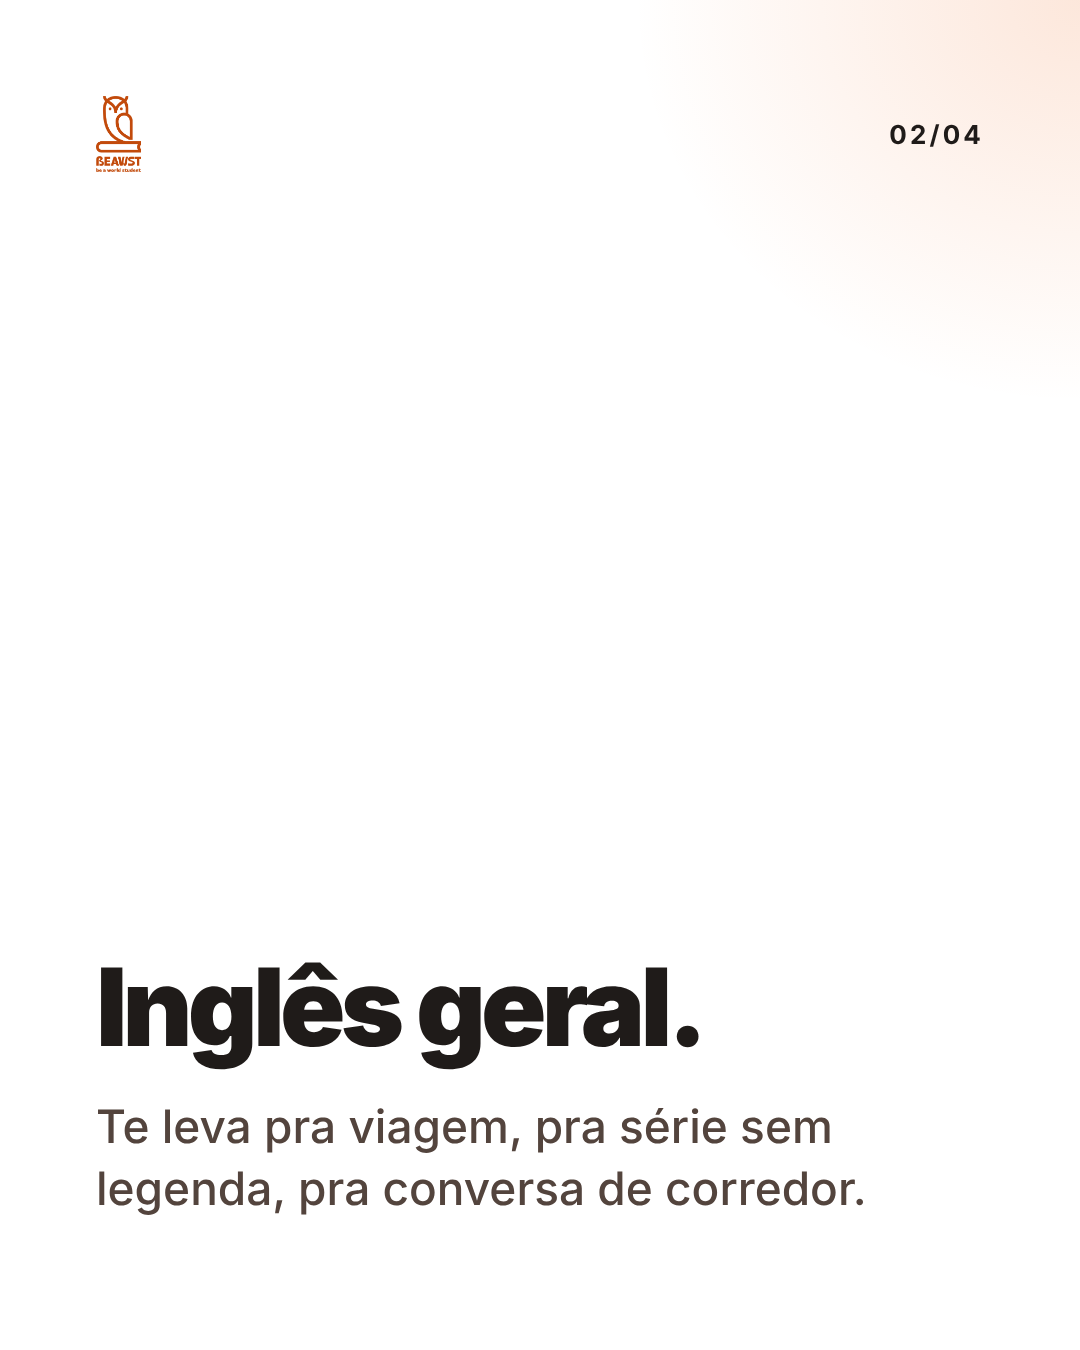 BEAWST
be a world student
02/04
Inglês geral.
Te leva pra viagem, pra série sem
legenda, pra conversa de corredor.